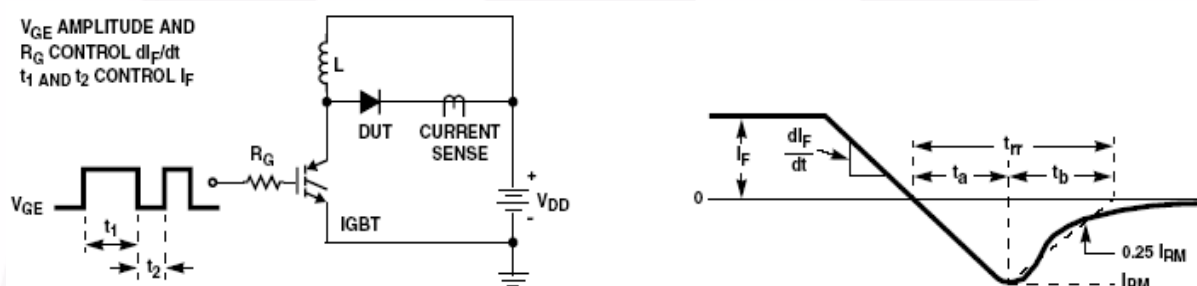 VGE AMPLITUDE AND
RG CONTROL dIF/dt
t1 AND t2 CONTROL IF
L
DUT
CURRENT
SENSE
RG
+
VDD
-
IGBT
VGE
t1
t2
IF
dIF
dt
trr
ta
tb
0
0.25 IRM
IRM